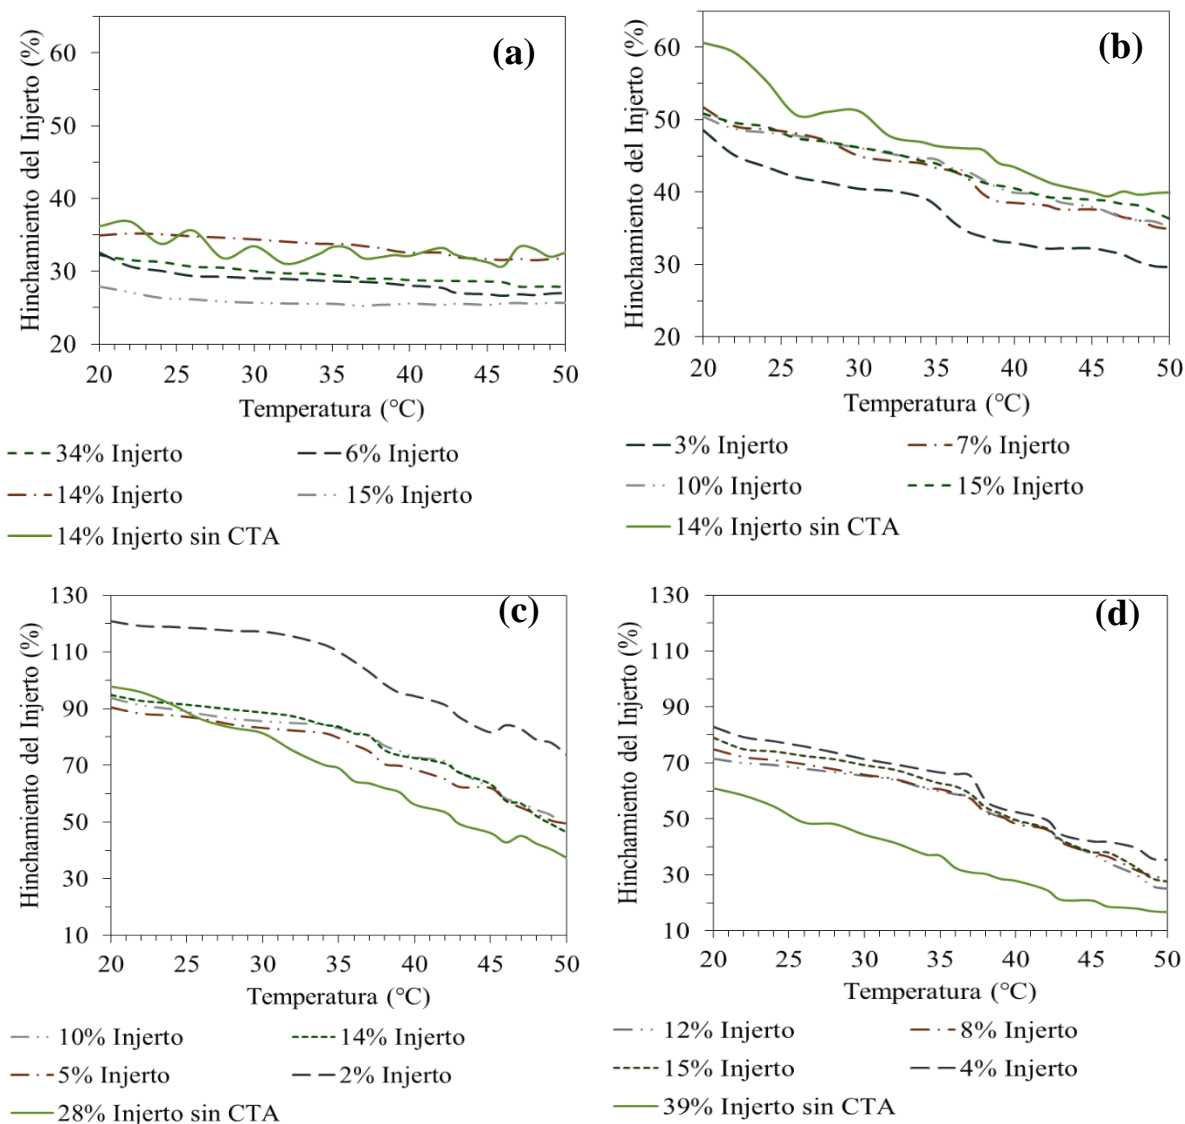 (a)
Hinchamiento del Injerto (%)
60
50
40
30
20
20 25 30 35 40 45 50
Temperatura (°C)
34% Injerto 6% Injerto
14% Injerto 15% Injerto
14% Injerto sin CTA
(b)
Hinchamiento del Injerto (%)
60
50
40
30
20
20 25 30 35 40 45 50
Temperatura (°C)
3% Injerto 7% Injerto
10% Injerto 15% Injerto
14% Injerto sin CTA
(c)
Hinchamiento del Injerto (%)
130
110
90
70
50
30
10
20 25 30 35 40 45 50
Temperatura (°C)
10% Injerto 14% Injerto
5% Injerto 2% Injerto
28% Injerto sin CTA
(d)
Hinchamiento del Injerto (%)
130
110
90
70
50
30
10
20 25 30 35 40 45 50
Temperatura (°C)
12% Injerto 8% Injerto
15% Injerto 4% Injerto
39% Injerto sin CTA